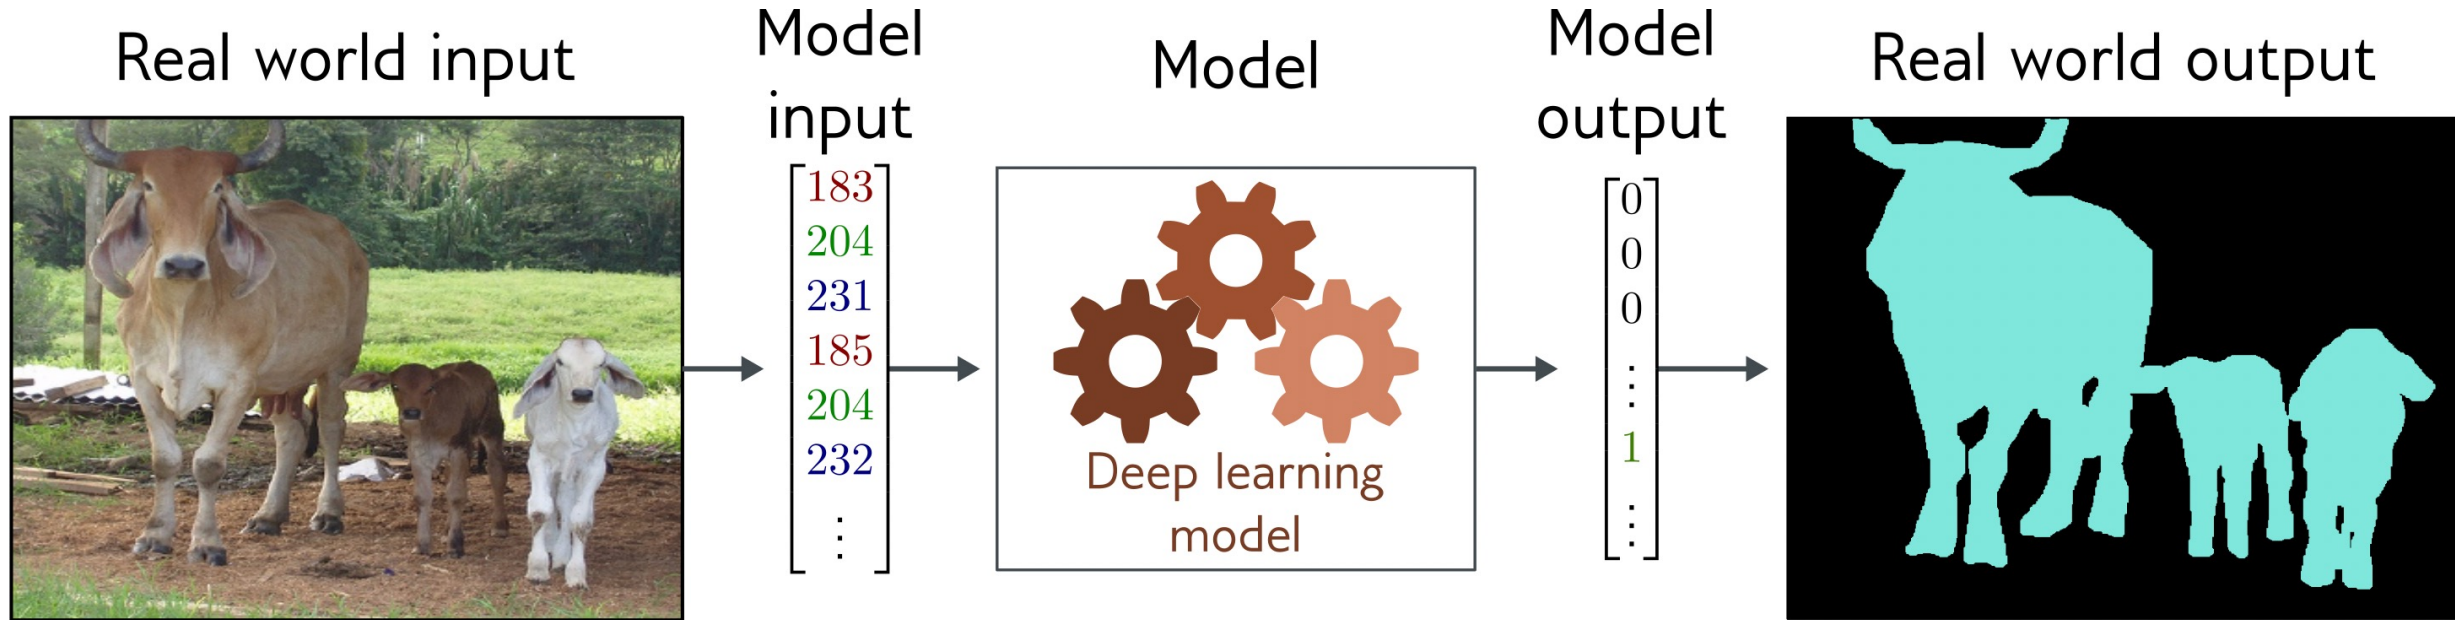 Real world input
Model
input
183
204
231
185
204
232
⋮
Model
Deep learning
model
Model
output
0
0
0
⋮
1
⋮
Real world output